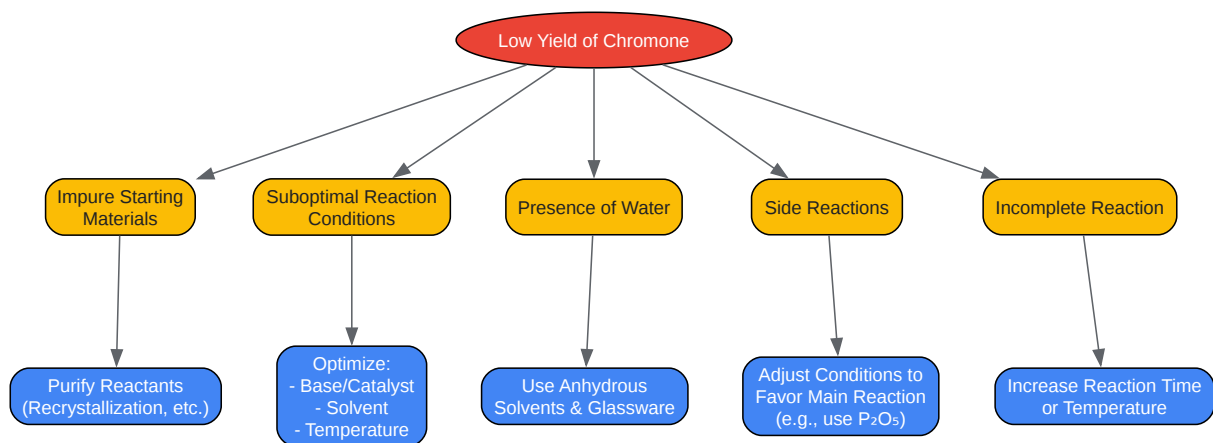 Low Yield of Chromone
Impure Starting
Materials
Suboptimal Reaction
Conditions
Presence of Water
Side Reactions
Incomplete Reaction
Purify Reactants
(Recrystallization, etc.)
Optimize:
- Base/Catalyst
- Solvent
- Temperature
Use Anhydrous
Solvents & Glassware
Adjust Conditions to
Favor Main Reaction
(e.g., use P₂O₅)
Increase Reaction Time
or Temperature